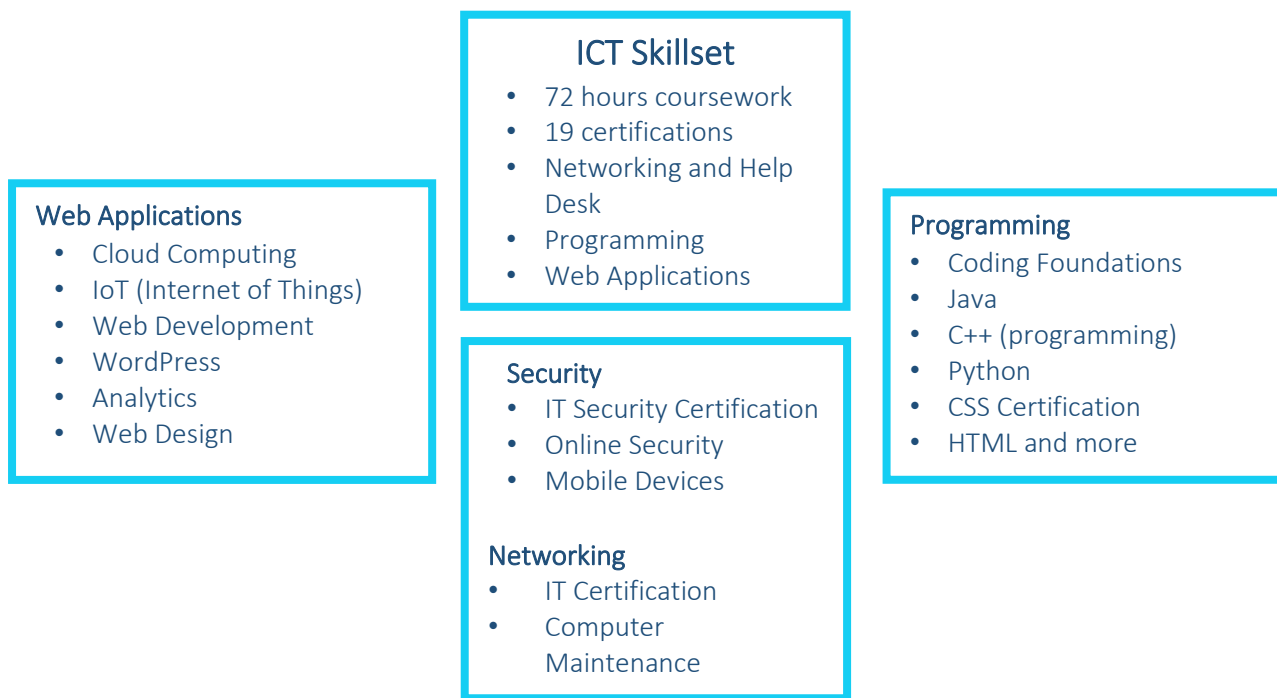 ICT Skillset
• 72 hours coursework
• 19 certifications
• Networking and Help
Desk
• Programming
• Web Applications
Web Applications
• Cloud Computing
• IoT (Internet of Things)
• Web Development
• WordPress
• Analytics
• Web Design
Security
• IT Security Certification
• Online Security
• Mobile Devices
Networking
• IT Certification
• Computer
Maintenance
Programming
• Coding Foundations
• Java
• C++ (programming)
• Python
• CSS Certification
• HTML and more